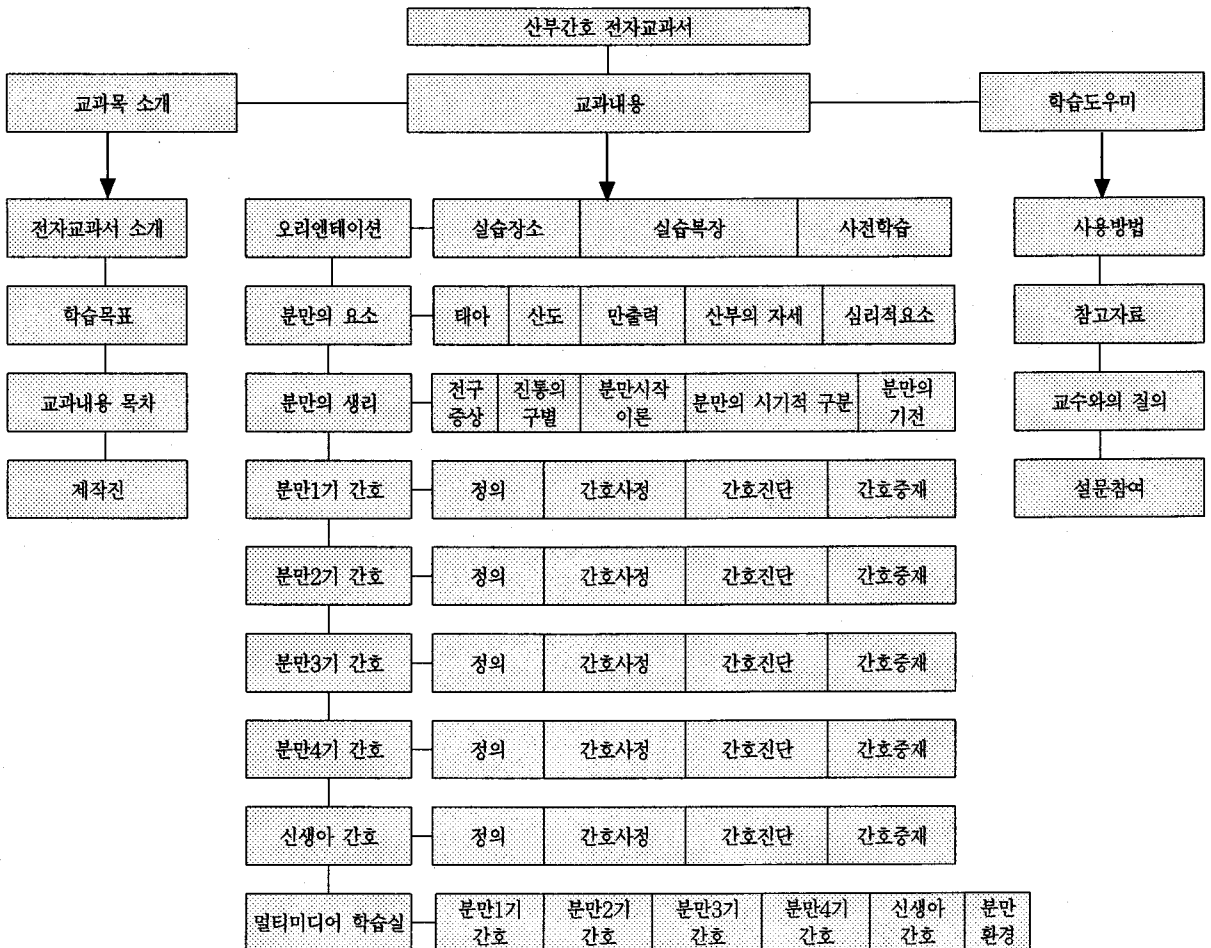 산부간호 전자교과서
교과목 소개
교과내용
학습도우미
전자교과서 소개
오리엔테이션
실습장소
실습복장
사전학습
사용방법
학습목표
분만의 요소
태아
산도
만출력
산부의 자세
심리적요소
참고자료
교과내용 목차
분만의 생리
전구
증상
진통의
구별
분만시작
이론
분만의 시기적 구분
분만의
기전
교수와의 질의
제작진
분만1기 간호
정의
간호사정
간호진단
간호중재
설문참여
분만2기 간호
정의
간호사정
간호진단
간호중재
분만3기 간호
정의
간호사정
간호진단
간호중재
분만4기 간호
정의
간호사정
간호진단
간호중재
신생아 간호
정의
간호사정
간호진단
간호중재
멀티미디어 학습실
분만1기
간호
분만2기
간호
분만3기
간호
분만4기
간호
신생아
간호
분만
환경